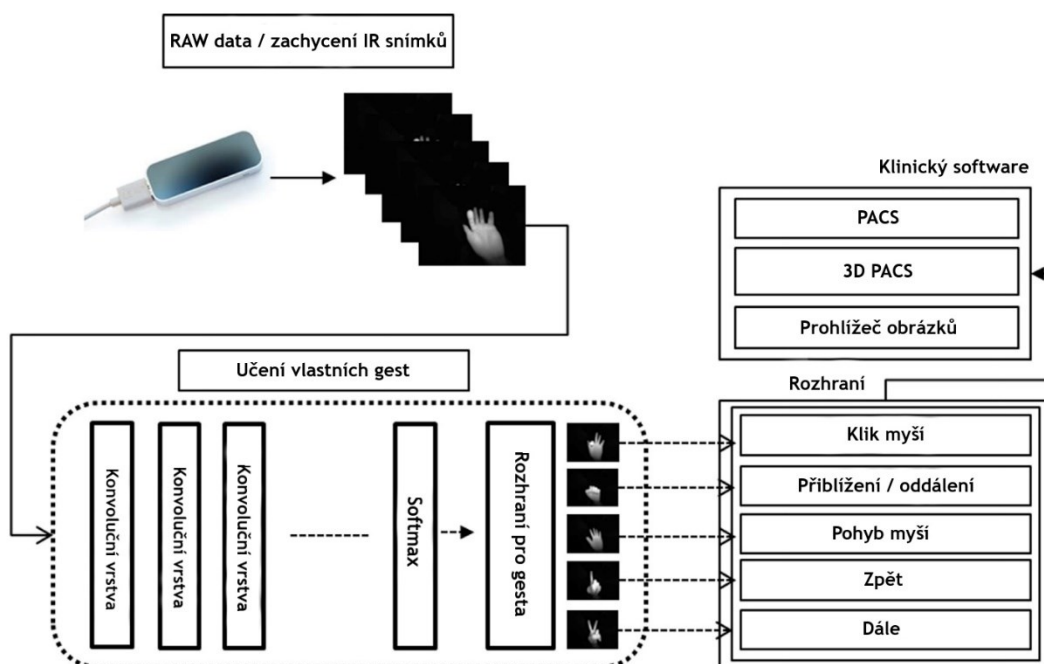 RAW data / zachycení IR snímků
Klinický software
PACS
3D PACS
Prohlížeč obrázků
Učení vlastních gest
Konvoluční vrstva
Konvoluční vrstva
Konvoluční vrstva
Softmax
Rozhraní pro gesta
Rozhraní
Klik myší
Přiblížení / oddálení
Pohyb myší
Zpět
Dále